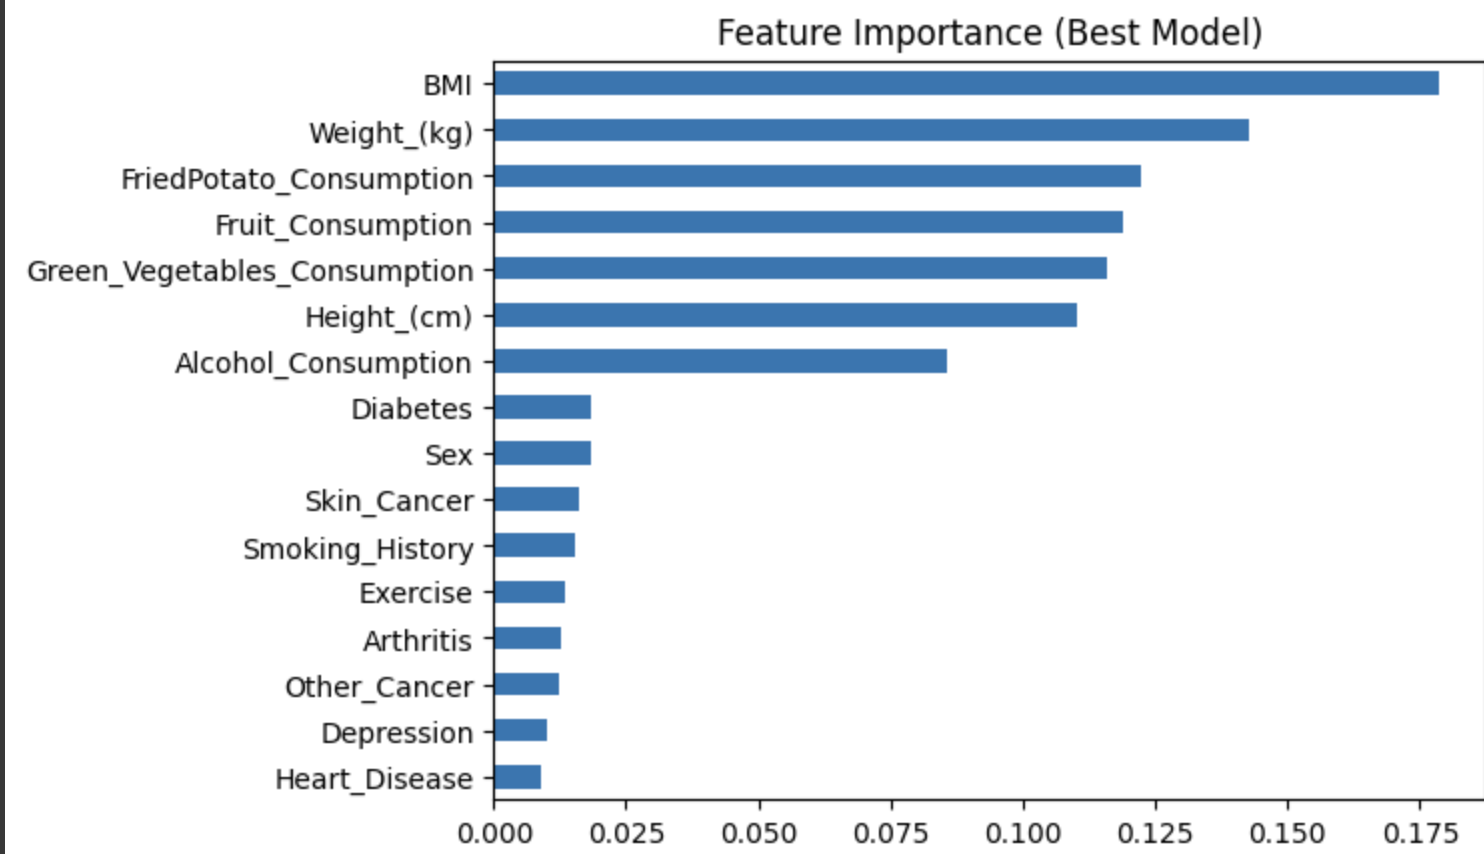 Feature Importance (Best Model)
BMI
Weight_(kg)
FriedPotato_Consumption
Fruit_Consumption
Green_Vegetables_Consumption
Height_(cm)
Alcohol_Consumption
Diabetes
Sex
Skin_Cancer
Smoking_History
Exercise
Arthritis
Other_Cancer
Depression
Heart_Disease
0.000 0.025 0.050 0.075 0.100 0.125 0.150 0.175